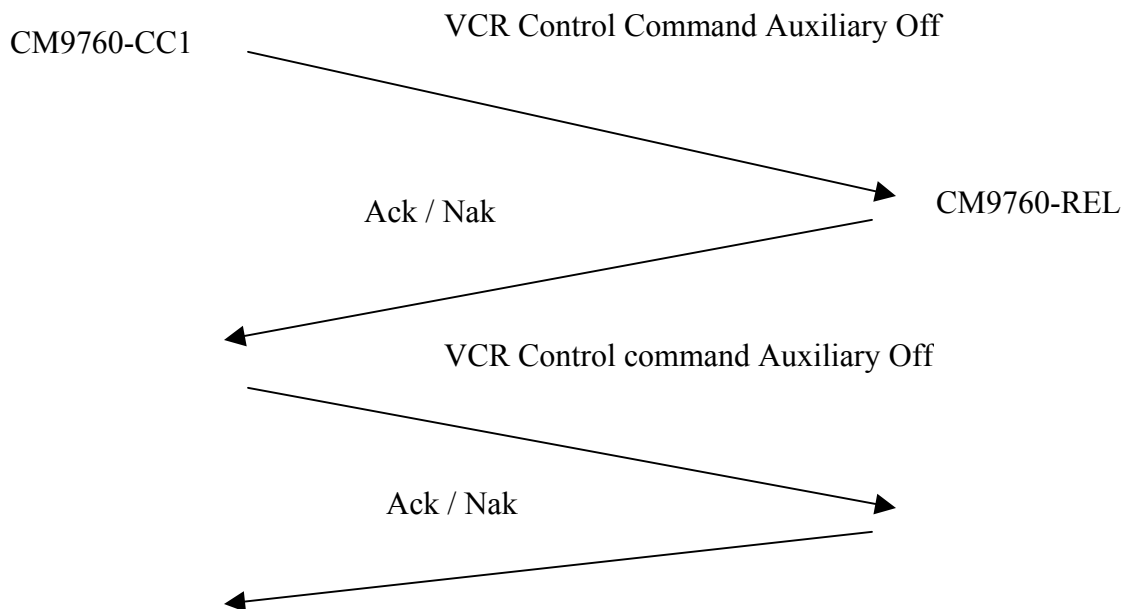 VCR Control Command Auxiliary Off
CM9760-CC1
Ack / Nak
CM9760-REL
VCR Control command Auxiliary Off
Ack / Nak